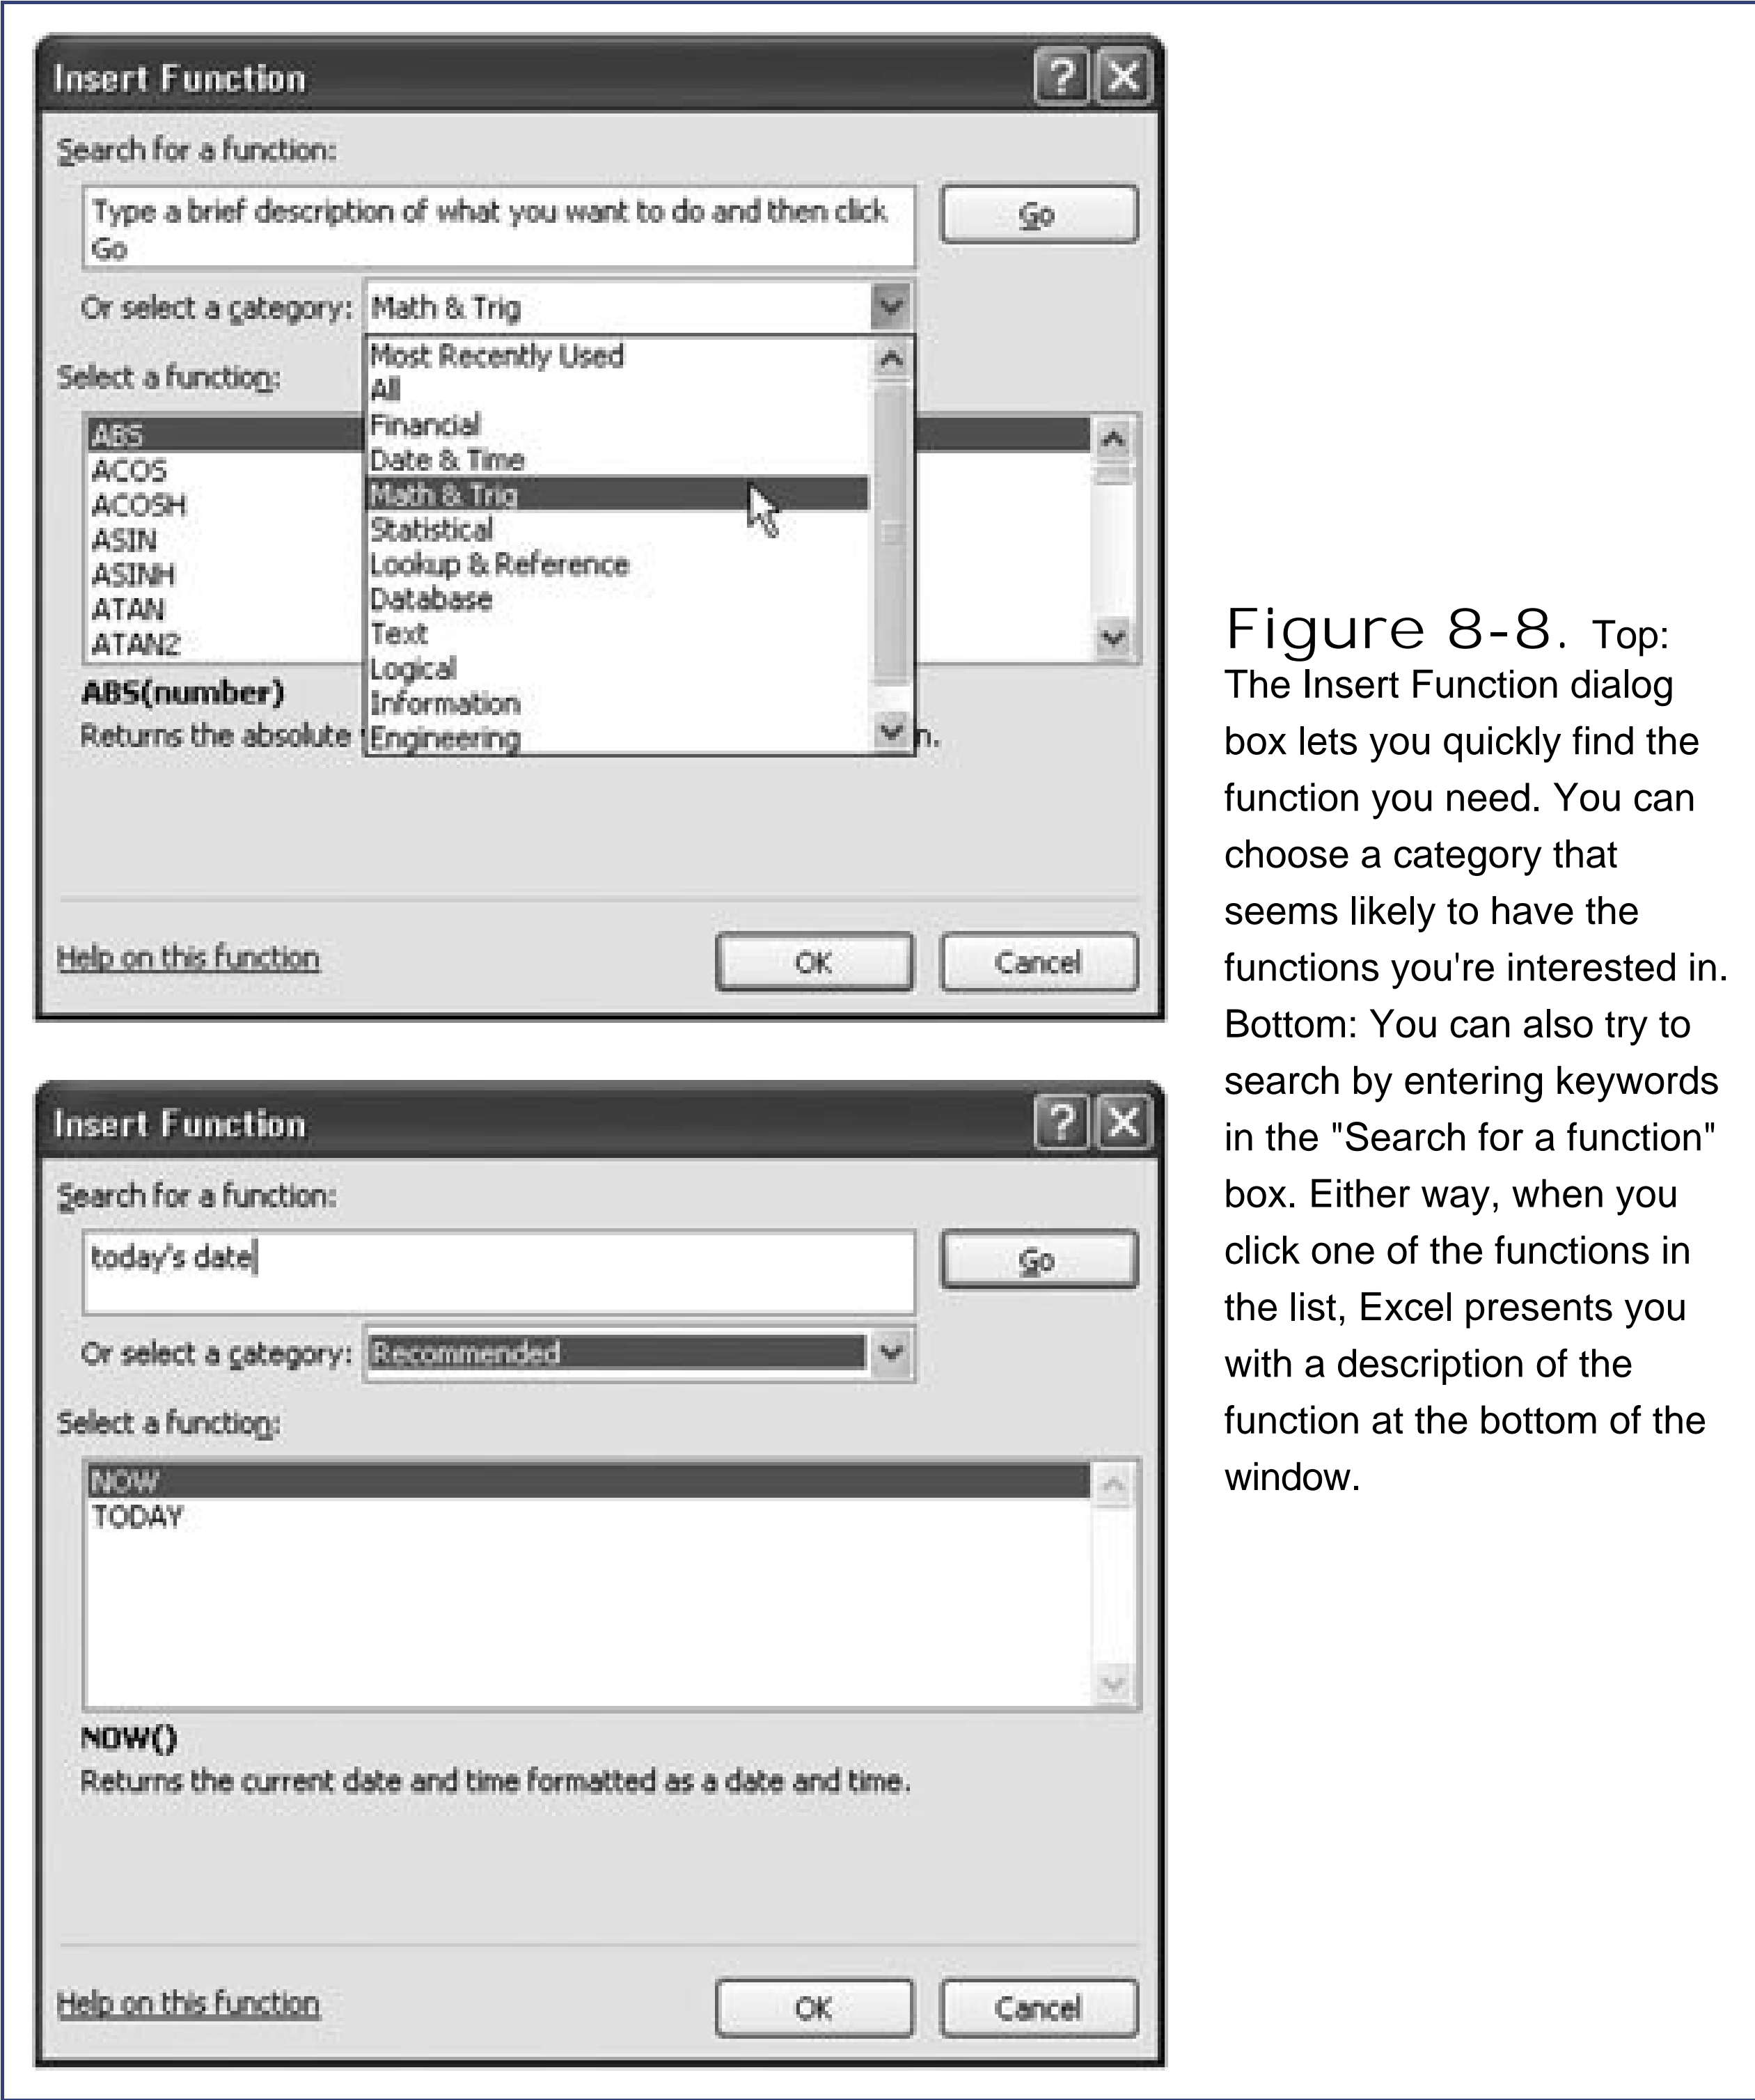 Insert Function
Search for a function:
Type a brief description of what you want to do and then click
Go
Go
Or select a category: Math & Trig
Most Recently Used
All
Financial
Date & Time
Math & Trig
Statistical
Lookup & Reference
Database
Text
Logical
Information
Engineering
Select a function:
ABS
ACOS
ACOSH
ASIN
ASINH
ATAN
ATAN2
ABS(number)
Returns the absolute
n.
Help on this function
OK
Cancel
Insert Function
Search for a function:
today's date
Go
Or select a category: Recommended
Select a function:
NOW
TODAY
NOW()
Returns the current date and time formatted as a date and time.
Help on this function
OK
Cancel
Figure 8-8. Top:
The Insert Function dialog
box lets you quickly find the
function you need. You can
choose a category that
seems likely to have the
functions you're interested in.
Bottom: You can also try to
search by entering keywords
in the "Search for a function"
box. Either way, when you
click one of the functions in
the list, Excel presents you
with a description of the
function at the bottom of the
window.